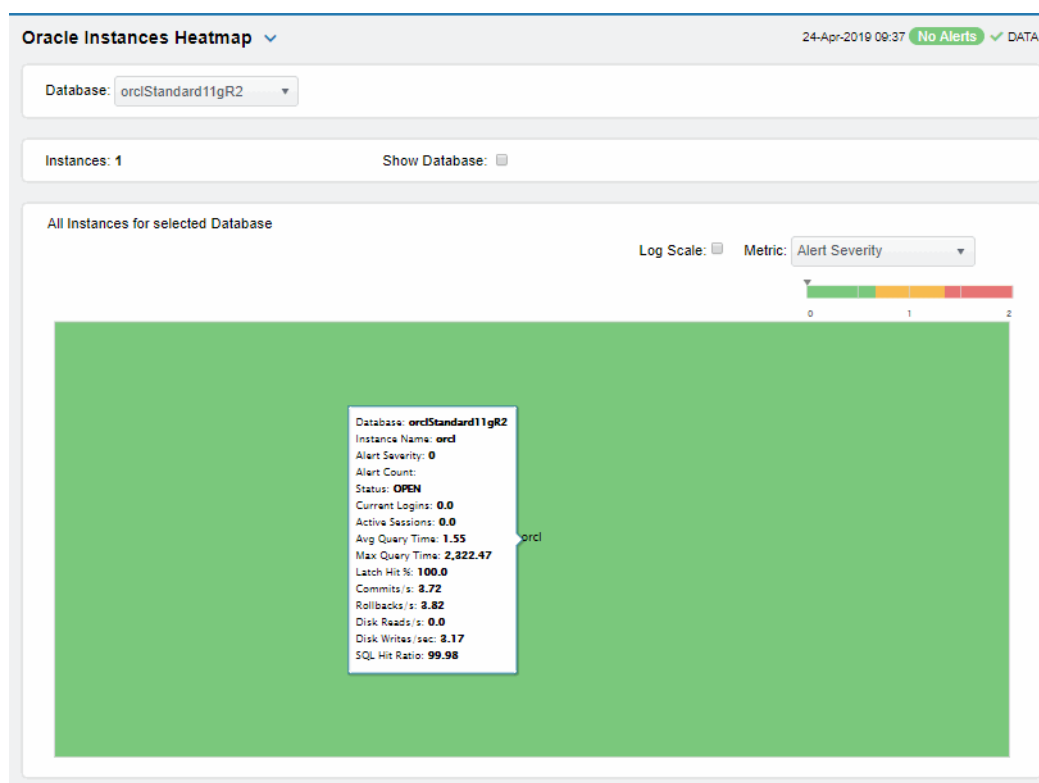 Oracle Instances Heatmap
24-Apr-2019 09:37 No Alerts DATA
Database: orclStandard11gR2
Instances: 1 Show Database:
All Instances for selected Database
Log Scale: Metric: Alert Severity
0 1 2
Database: orclStandard11gR2
Instance Name: orcl
Alert Severity: 0
Alert Count:
Status: OPEN
Current Logins: 0.0
Active Sessions: 0.0
Avg Query Time: 1.55
Max Query Time: 2,322.47
Latch Hit %: 100.0
Commits/s: 3.72
Rollbacks/s: 3.82
Disk Reads/s: 0.0
Disk Writes/sec: 3.17
SQL Hit Ratio: 99.98
orcl